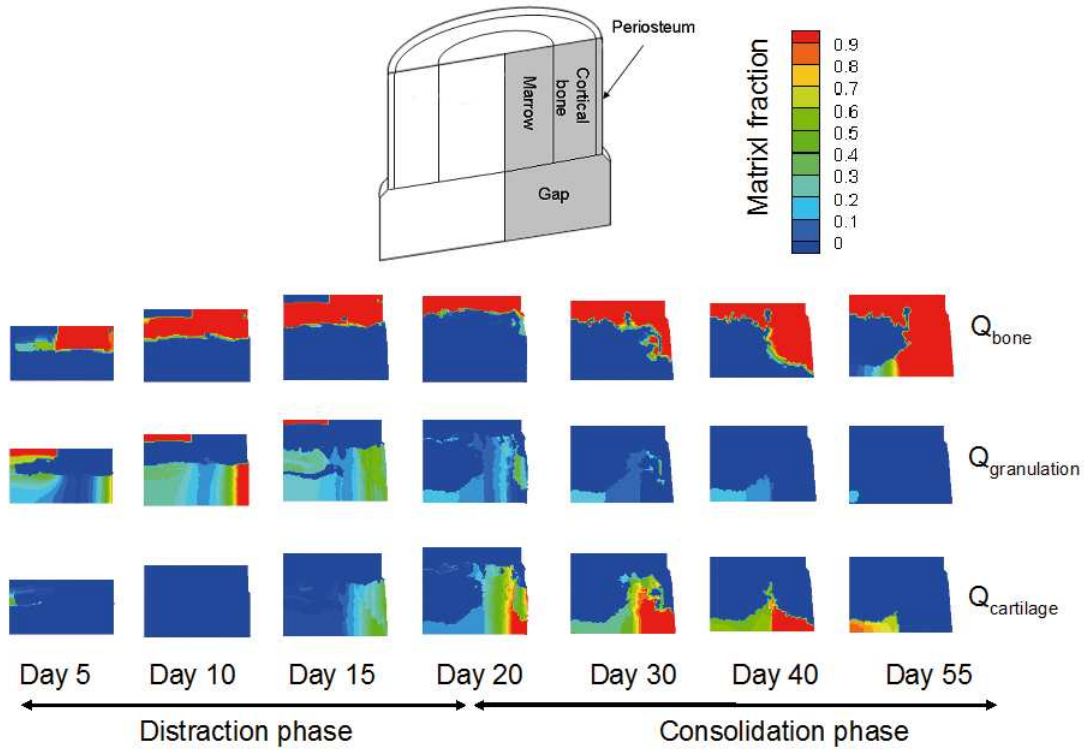 Periosteum
Marrow
Cortical
bone
Gap
Matrixl fraction
0.9
0.8
0.7
0.6
0.5
0.4
0.3
0.2
0.1
0
Qbone
Qgranulation
Qcartilage
Day 5 Day 10 Day 15 Day 20 Day 30 Day 40 Day 55
Distraction phase Consolidation phase